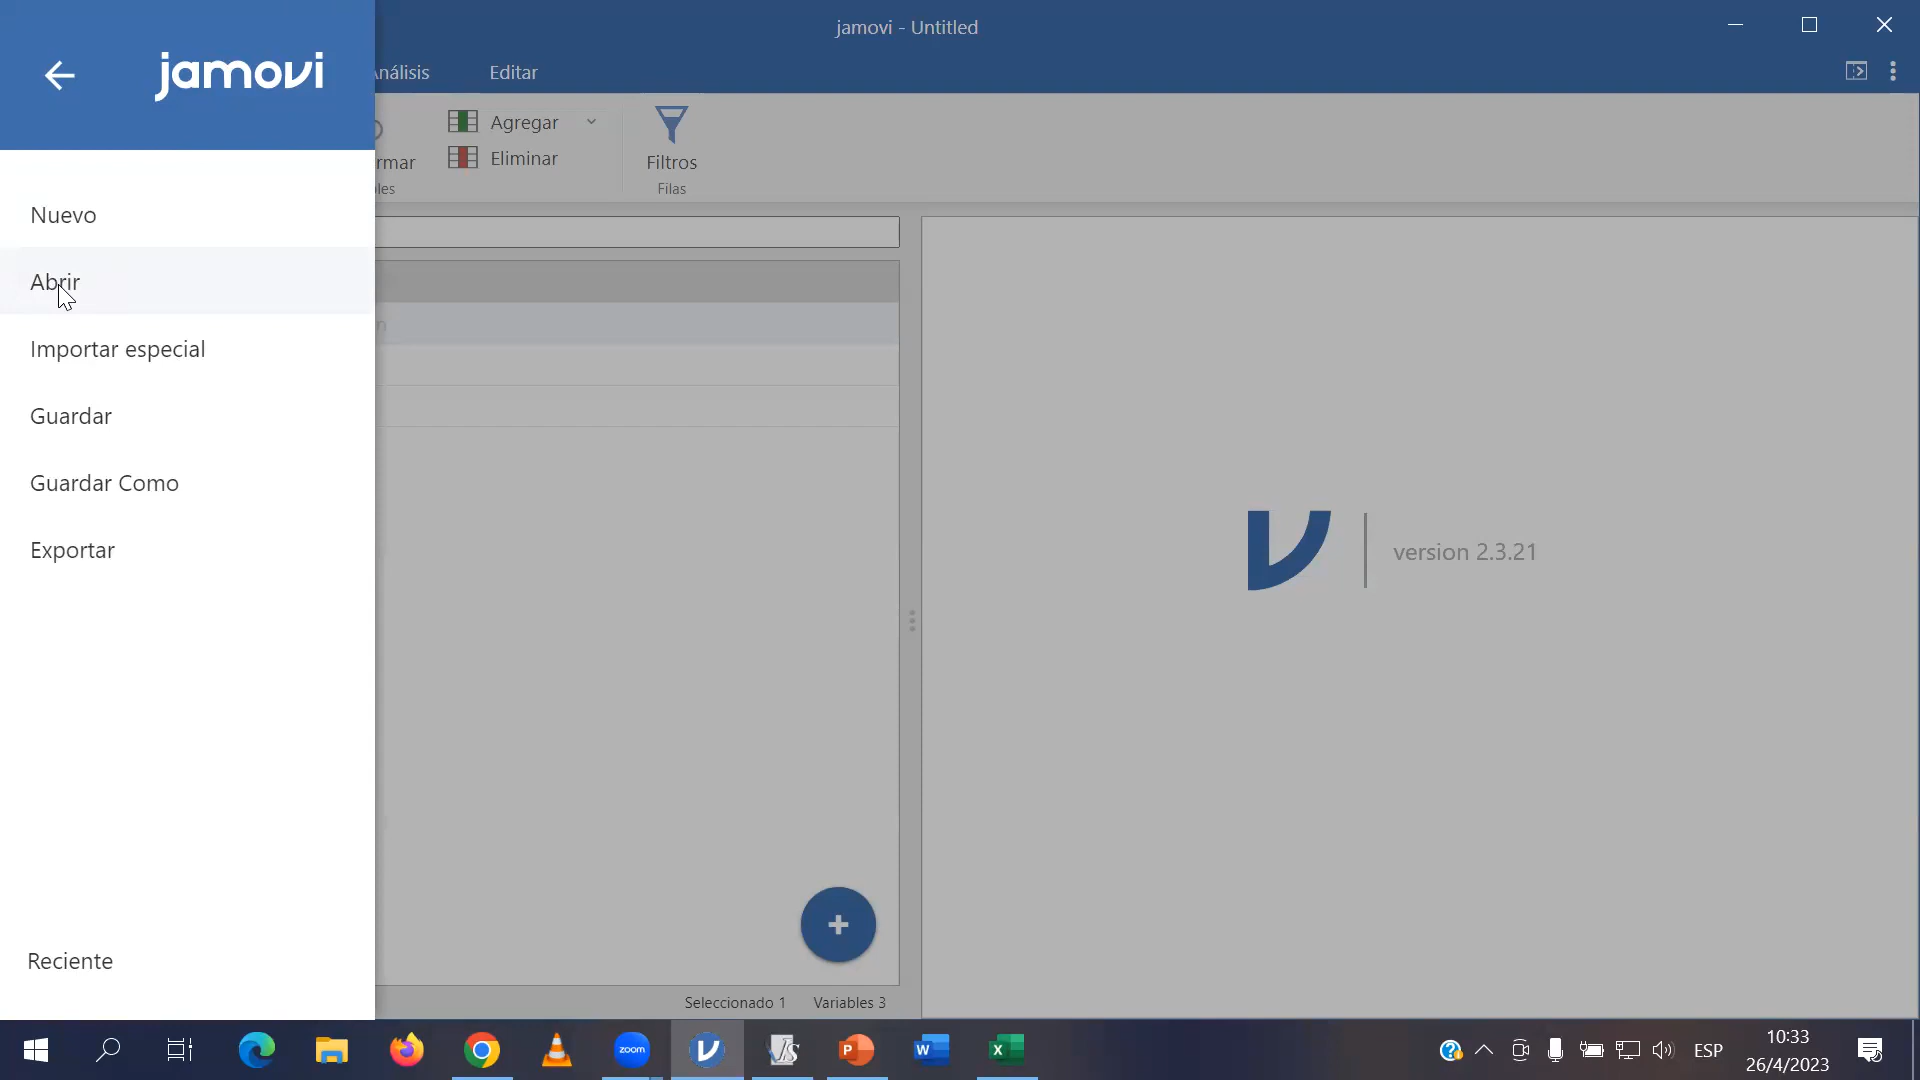 jamovi - Untitled
jamovi
Análisis
Editar
Agregar
Eliminar
rmar
les
Filtros
Filas
Nuevo
Abrir
Importar especial
Guardar
Guardar Como
Exportar
Reciente
n
version 2.3.21
Seleccionado 1
Variables 3
zoom
ESP
10:33
26/4/2023